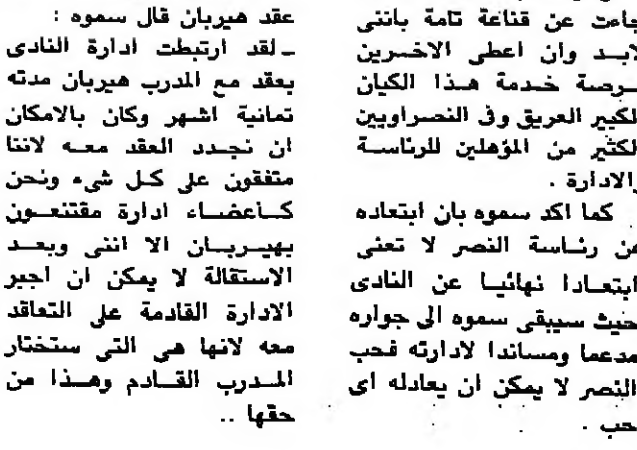 جاءت عن قناعة تامة باننى
لابد وان اعطى الاخرين
فرصة خدمة هذا الكيان
الكبير العريق وفى النصراويين
الكثير من المؤهلين للرئاسة
والادارة .
كما اكد سموه بان ابتعاده
عن رئاسة النصر لا تعنى
ابتعادا نهائيا عن النادى
حيث سيبقى سموه الى جواره
مدعما ومساندا لادارته فحب
النصر لا يمكن ان يعادله اى
حب .
عقد هيربان قال سموه :
ـ لقد ارتبطت ادارة النادى
بعقد مع المدرب هيربان مدته
ثمانية اشهر وكان بالامكان
ان نجدد العقد معه لاننا
متفقون على كل شىء ونحن
كأعضاء ادارة مقتنعون
بهيربان الا اننى وبعد
الاستقالة لا يمكن ان اجبر
الادارة القادمة على التعاقد
معه لانها هى التى ستختار
المدرب القادم وهذا من
حقها ..